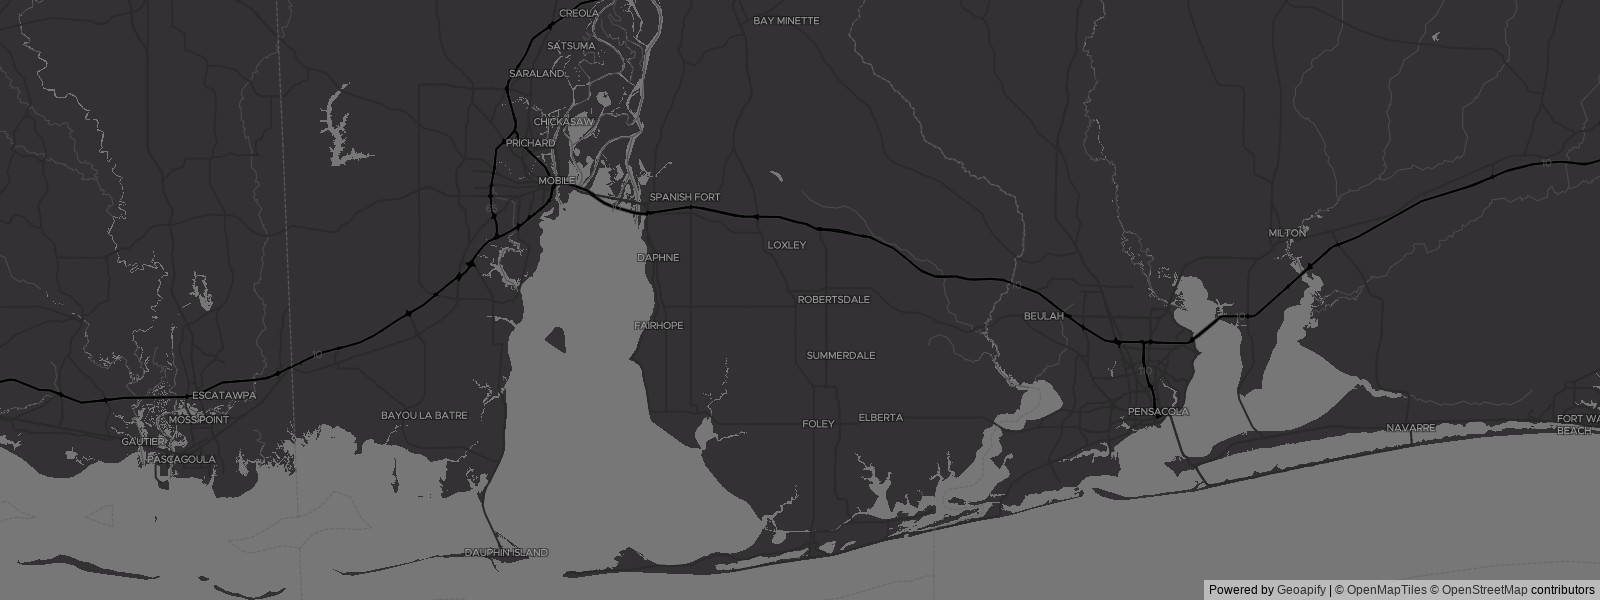 CREOLA
BAY MINETTE
SATSUMA
SARALAND
CHICKASAW
PRICHARD
10
MOBILE
SPANISH FORT
65
MILTON
LOXLEY
DAPHNE
10
ROBERTSDALE
BEULAH
10
FAIRHOPE
10
SUMMERDALE
110
ESCATAWPA
PENSACOLA
BAYOU LA BATRE
MOSS POINT
FOLEY
ELBERTA
FORT WA
BEACH
NAVARRE
GAUTIER
PASCAGOULA
DAUPHIN ISLAND
Powered by Geoapify | © OpenMapTiles © OpenStreetMap contributors